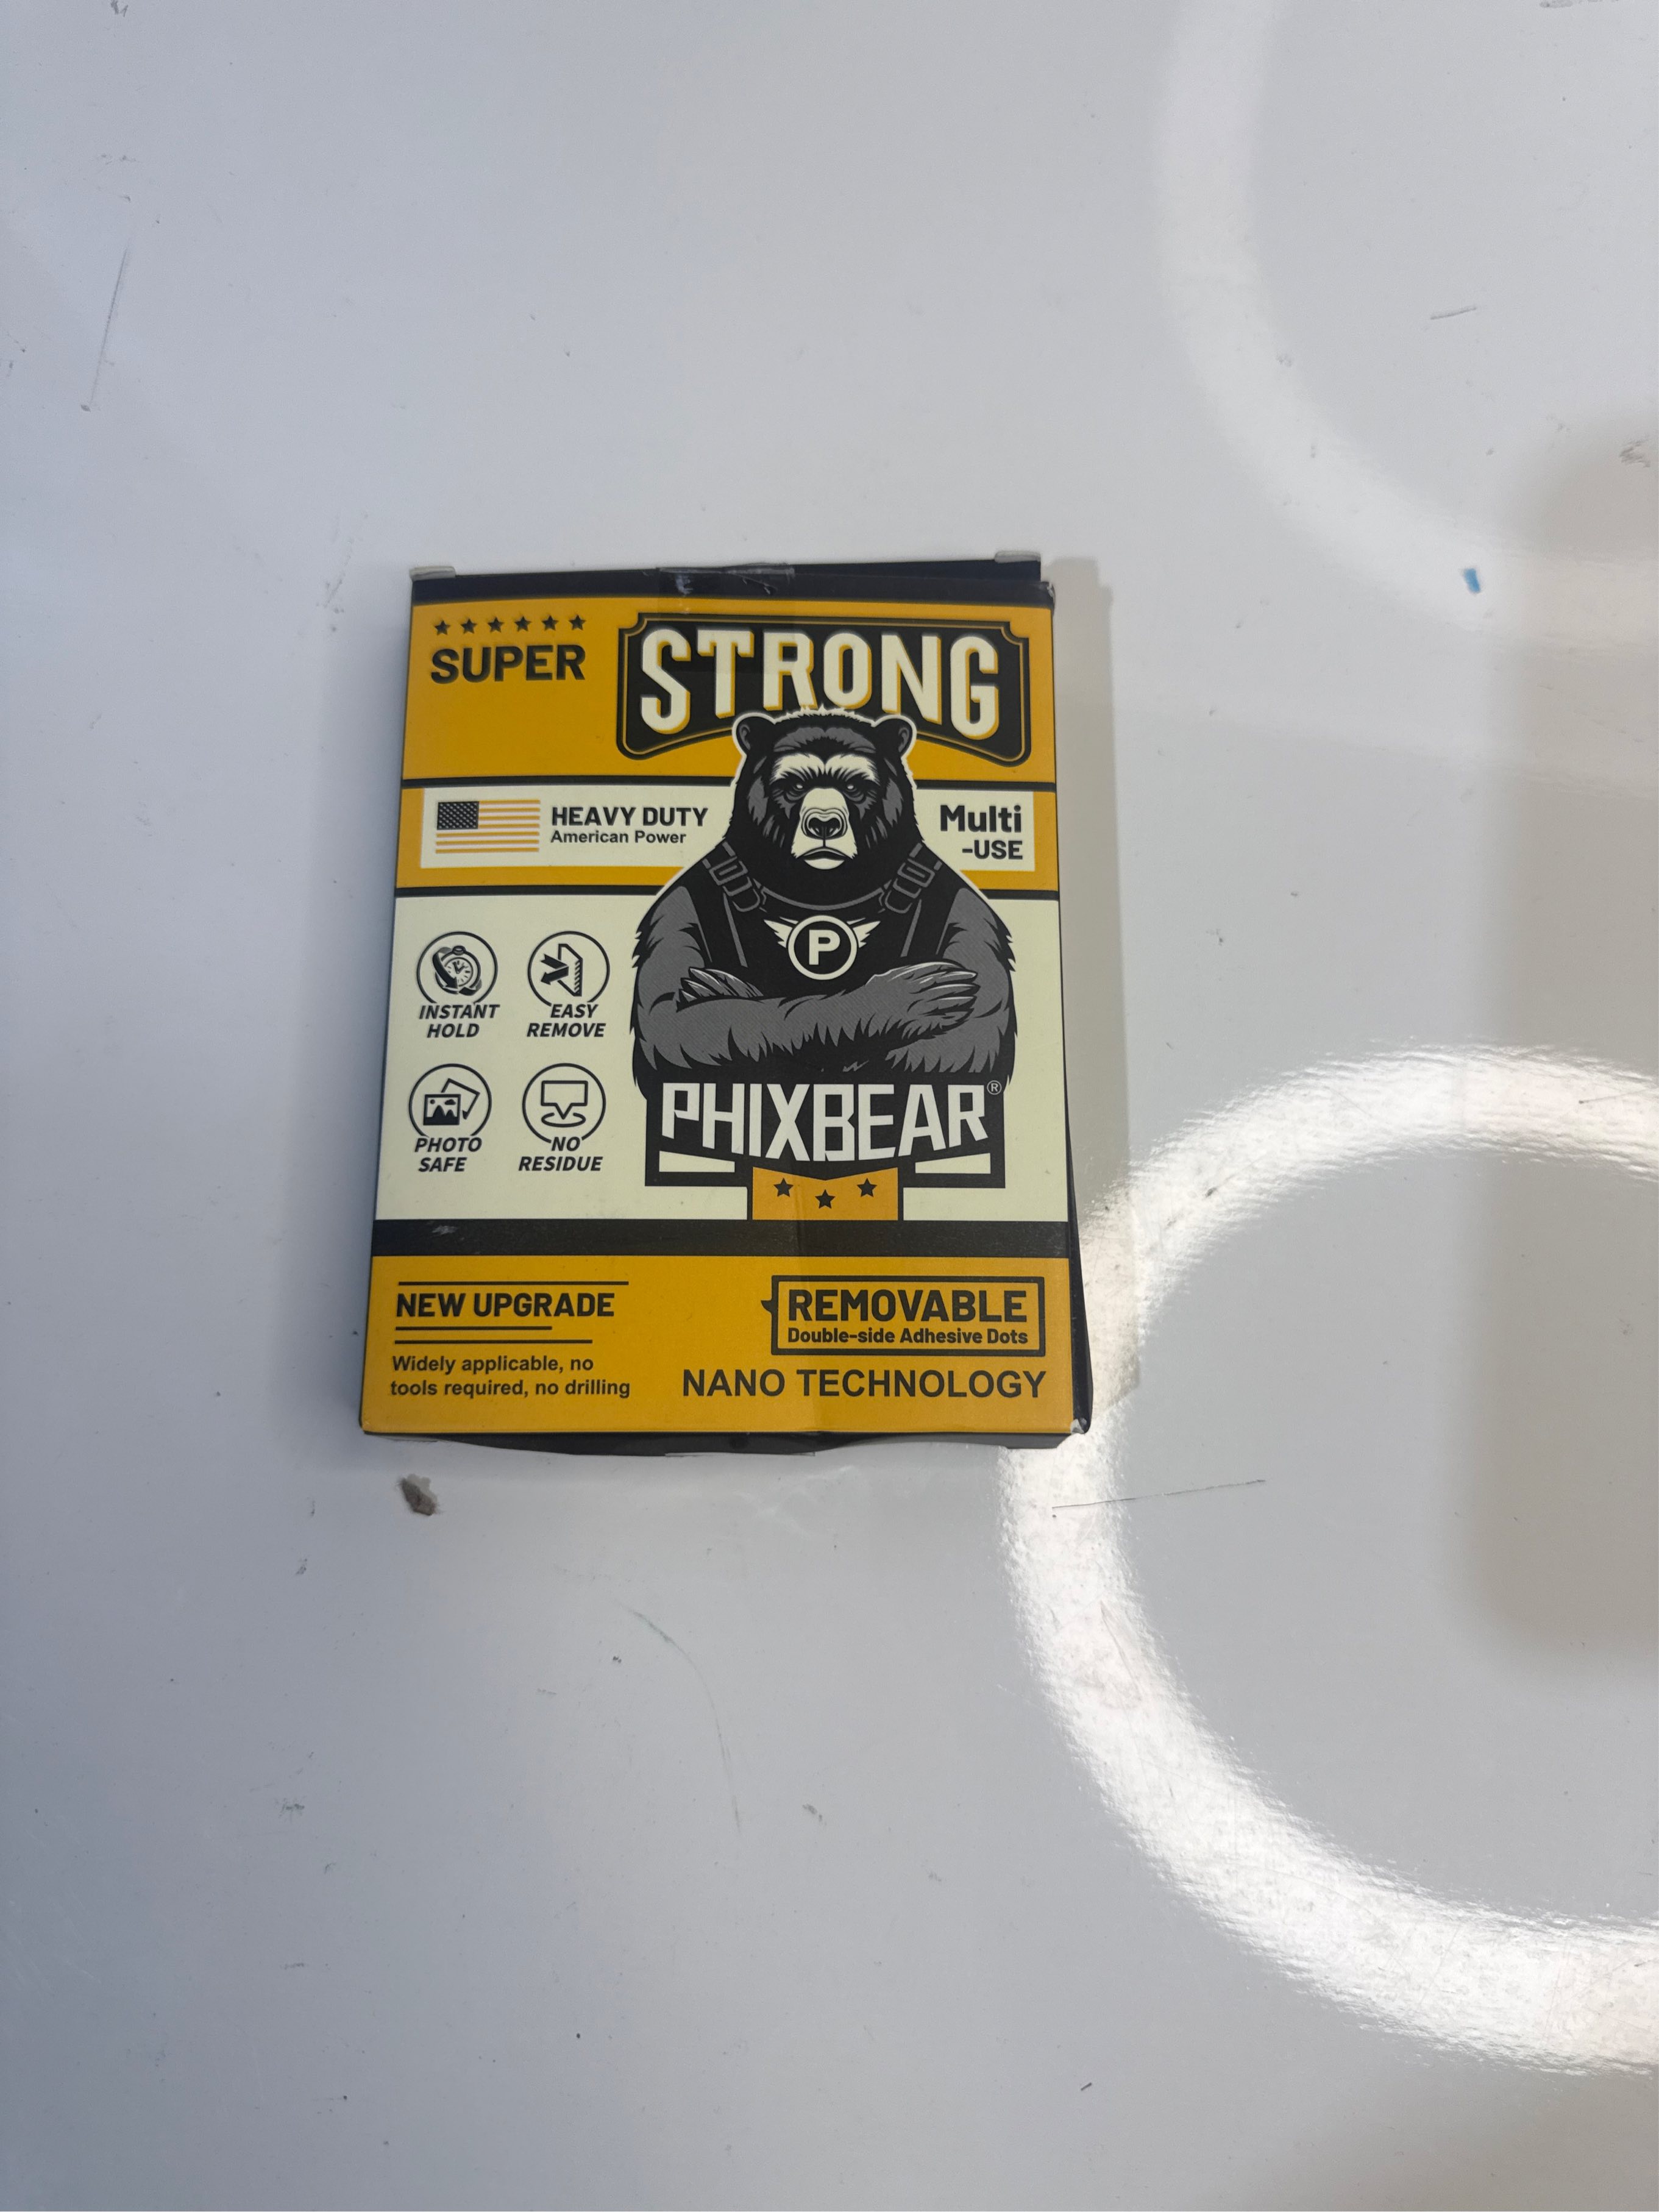 SUPER
STRONG
HEAVY DUTY
American Power
Multi
-USE
P
INSTANT
HOLD
EASY
REMOVE
PHOTO
SAFE
NO
RESIDUE
PHIXBEAR®
NEW UPGRADE
Widely applicable, no
tools required, no drilling
REMOVABLE
Double-side Adhesive Dots
NANO TECHNOLOGY